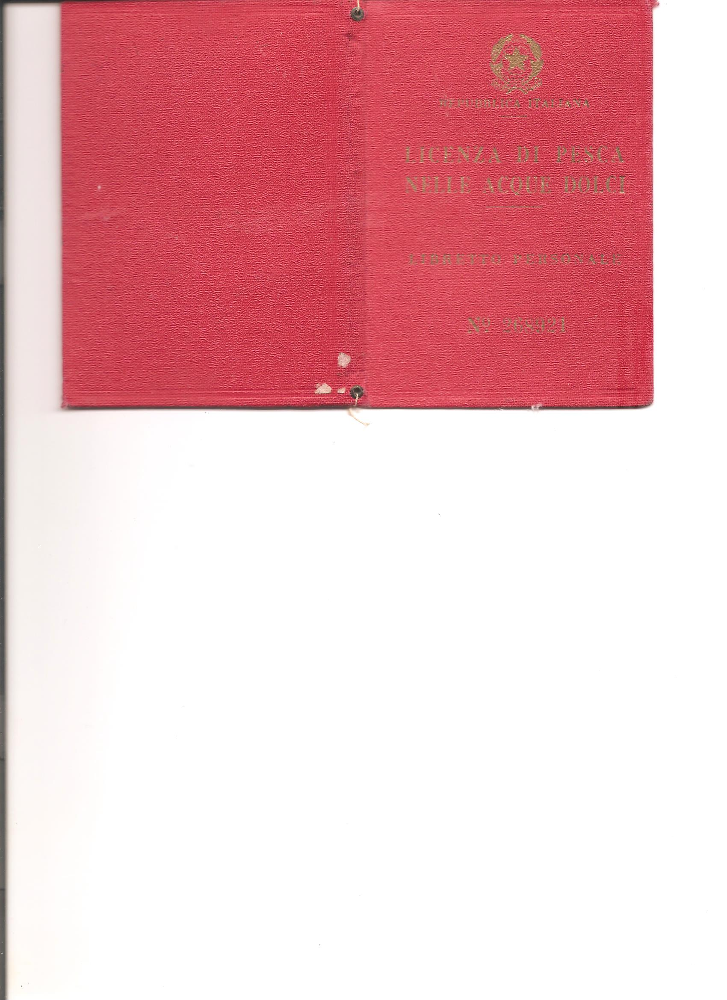 REPUBBLICA ITALIANA
LICENZA DI PESCA
NELLE ACQUE DOLCI
LIBRETTO PERSONALE
Nº 268921